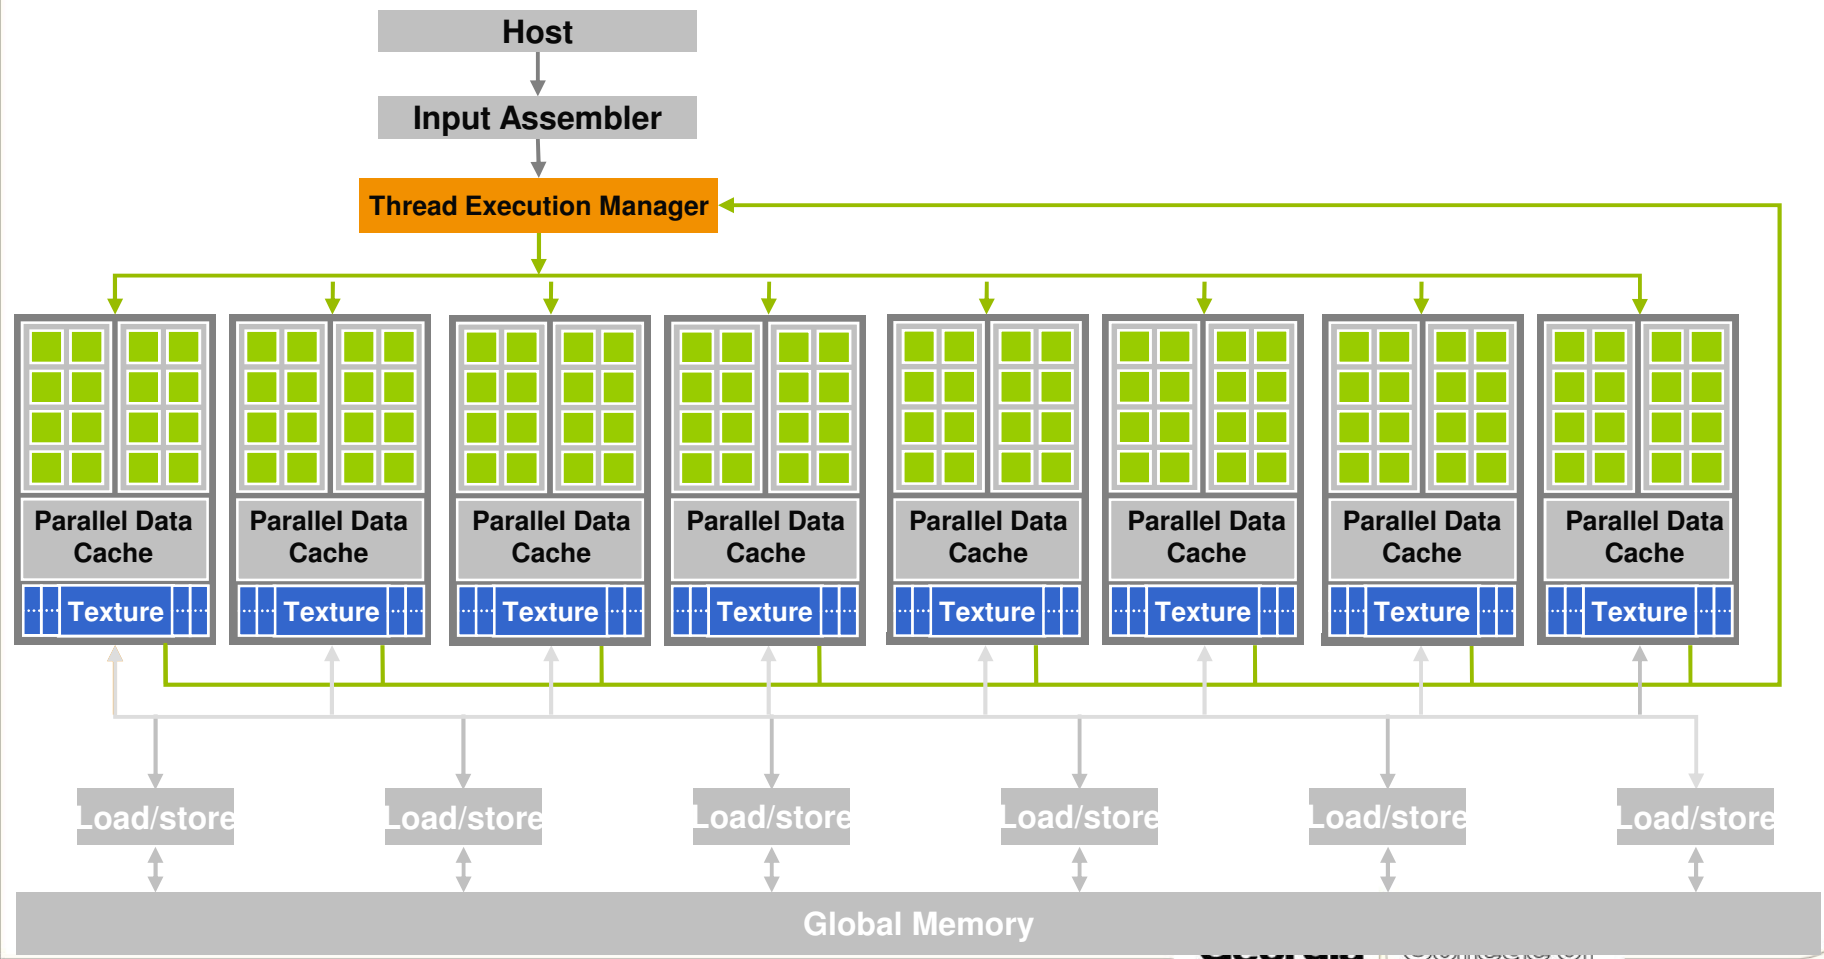 Host
Input Assembler
Thread Execution Manager
Parallel Data
Cache
Parallel Data
Cache
Parallel Data
Cache
Parallel Data
Cache
Parallel Data
Cache
Parallel Data
Cache
Parallel Data
Cache
Parallel Data
Cache
Texture
Texture
Texture
Texture
Texture
Texture
Texture
Texture
Load/store
Load/store
Load/store
Load/store
Load/store
Load/store
Global Memory
Georgia